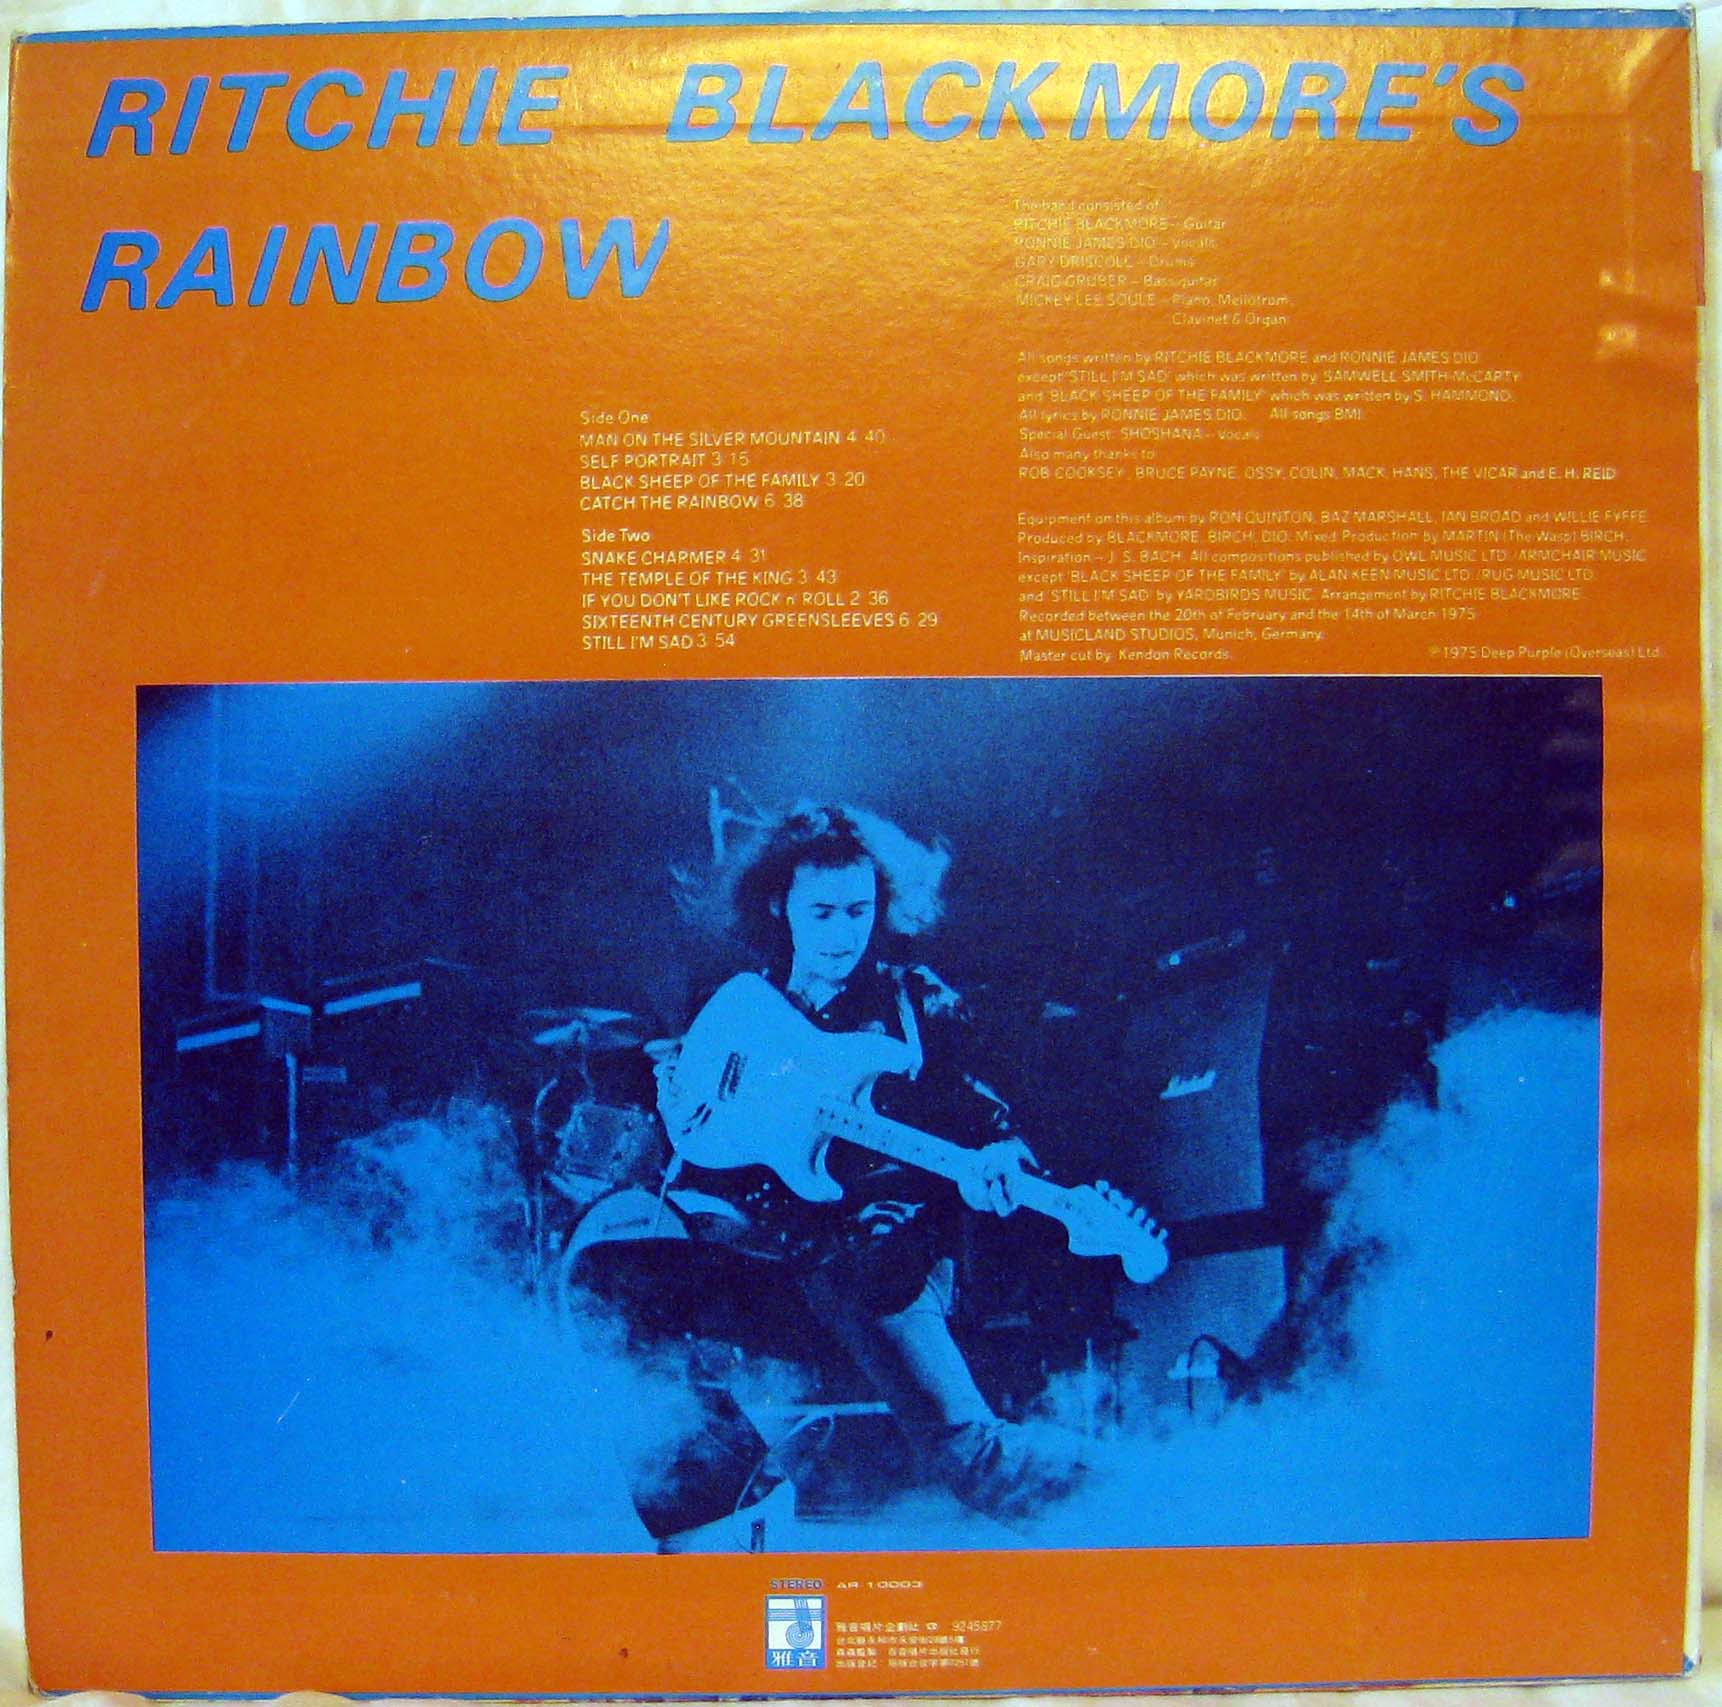 RITCHIE BLACKMORE'S
RAINBOW
The band consisted of
RITCHIE BLACKMORE – Guitar
RONNIE JAMES DIO – Vocals
GARY DRISCOLL – Drums
CRAIG GRUBER – Bass guitar
MICKEY LEE SOULE – Piano, Mellotrom,
Clavinet & Organ
All songs written by RITCHIE BLACKMORE and RONNIE JAMES DIO
except 'STILL I'M SAD' which was written by SAMWELL-SMITH-McCARTY
and 'BLACK SHEEP OF THE FAMILY' which was written by S. HAMMOND.
All lyrics by RONNIE JAMES DIO. All songs BMI.
Special Guest: SHOSHANA – vocals
Also many thanks to
ROB COOKSEY, BRUCE PAYNE, OSSY, COLIN, MACK, HANS, THE VICAR and E. H. REID
Side One
MAN ON THE SILVER MOUNTAIN 4 40
SELF PORTRAIT 3 15
BLACK SHEEP OF THE FAMILY 3 20
CATCH THE RAINBOW 6 38
Side Two
SNAKE CHARMER 4 31
THE TEMPLE OF THE KING 3 43
IF YOU DON'T LIKE ROCK n' ROLL 2 36
SIXTEENTH CENTURY GREENSLEEVES 6 29
STILL I'M SAD 3 54
Equipment on this album by RON QUINTON, BAZ MARSHALL, IAN BROAD and WILLIE FYFFE
Produced by BLACKMORE, BIRCH, DIO. Mixed Production by MARTIN (The Wasp) BIRCH.
Inspiration – J. S. BACH. All compositions published by OWL MUSIC LTD./ARMCHAIR MUSIC
except 'BLACK SHEEP OF THE FAMILY' by ALAN KEEN MUSIC LTD./RUG MUSIC LTD.
and 'STILL I'M SAD' by YARDBIRDS MUSIC. Arrangement by RITCHIE BLACKMORE.
Recorded between the 20th of February and the 14th of March 1975
at MUSICLAND STUDIOS, Munich, Germany.
Master cut by Kendon Records.
℗ 1975 Deep Purple (Overseas) Ltd.
Marshall
STEREO AR-10003
雅音
雅音唱片企劃社 ☎ 9245877